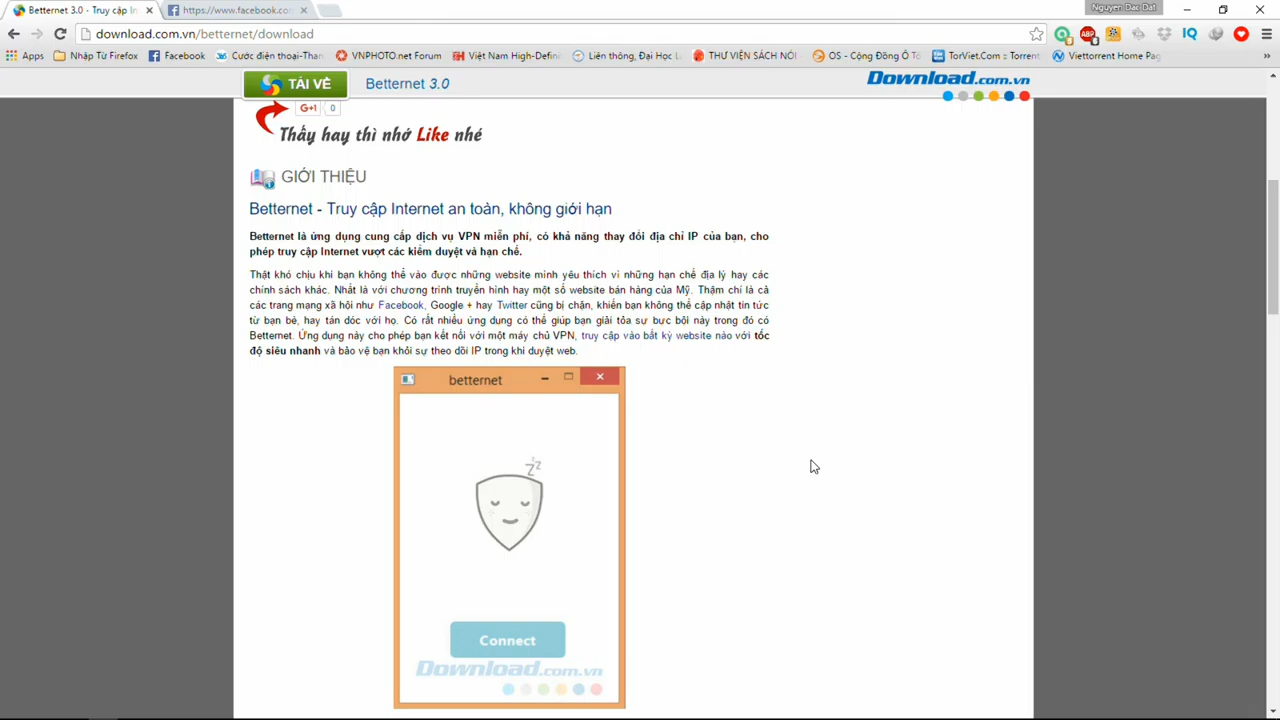 Betternet 3.0 - Truy cập In
https://www.facebook.co
Nguyen Dac Dat
download.com.vn/betternet/download
Apps
Nhập Từ Firefox
Facebook
Cước điện thoại-Than
VNPHO.net Forum
Việt Nam High-Defin
Liên thông, Đại Học L
THƯ VIỆN SÁCH NÓI
OS - Cộng Đồng Ô Tô
TorViet.Com :: Torrent
Viettorrent Home Pag
»
TẢI VỀ
Betternet 3.0
Download.com.vn
G+1 0
Thấy hay thì nhớ Like nhé
GIỚI THIỆU
Betternet - Truy cập Internet an toàn, không giới hạn
Betternet là ứng dụng cung cấp dịch vụ VPN miễn phí, có khả năng thay đổi địa chỉ IP của bạn, cho
phép truy cập Internet vượt các kiểm duyệt và hạn chế.
Thật khó chịu khi bạn không thể vào được những website mình yêu thích vì những hạn chế địa lý hay các
chính sách khác. Nhất là với chương trình truyền hình hay một số website bán hàng của Mỹ. Thậm chí là cả
các trang mạng xã hội như Facebook, Google + hay Twitter cũng bị chặn, khiến bạn không thể cập nhật tin tức
từ bạn bè, hay tán dóc với họ. Có rất nhiều ứng dụng có thể giúp bạn giải tỏa sự bực bội này trong đó có
Betternet. Ứng dụng này cho phép bạn kết nối với một máy chủ VPN, truy cập vào bất kỳ website nào với tốc
độ siêu nhanh và bảo vệ bạn khỏi sự theo dõi IP trong khi duyệt web.
betternet
zz
Connect
Download.com.vn